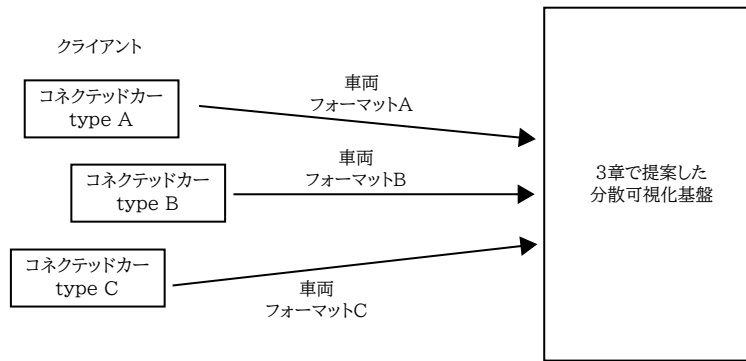 クライアント
コネクテッドカー
type A
車両
フォーマットA
コネクテッドカー
type B
車両
フォーマットB
コネクテッドカー
type C
車両
フォーマットC
3章で提案した
分散可視化基盤